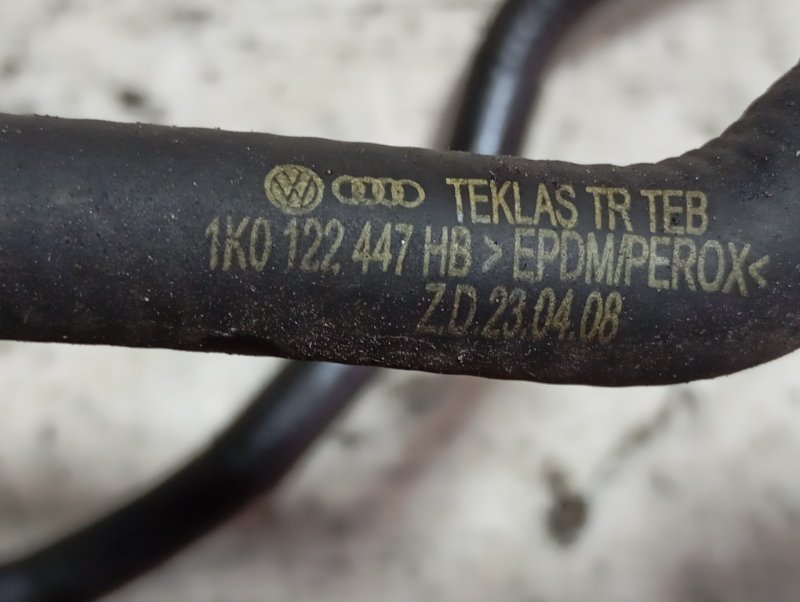 TEKLAS TR TEB
1K0 122 447 HB >EPDM/PEROX<
Z.D.23.04.08